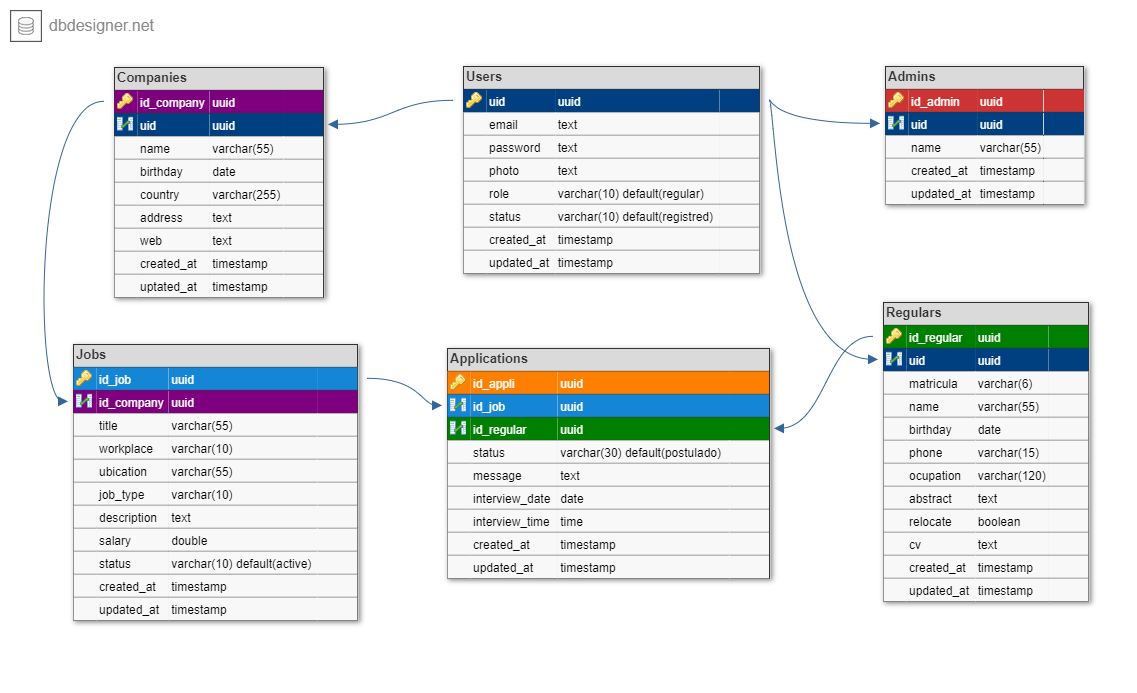 dbdesigner.net
Companies
id_company uuid
uid uuid
name varchar(55)
birthday date
country varchar(255)
address text
web text
created_at timestamp
uptated_at timestamp
Users
uid uuid
email text
password text
photo text
role varchar(10) default(regular)
status varchar(10) default(registred)
created_at timestamp
updated_at timestamp
Admins
id_admin uuid
uid uuid
name varchar(55)
created_at timestamp
updated_at timestamp
Jobs
id_job uuid
id_company uuid
title varchar(55)
workplace varchar(10)
ubication varchar(55)
job_type varchar(10)
description text
salary double
status varchar(10) default(active)
created_at timestamp
updated_at timestamp
Applications
id_appli uuid
id_job uuid
id_regular uuid
status varchar(30) default(postulado)
message text
interview_date date
interview_time time
created_at timestamp
updated_at timestamp
Regulars
id_regular uuid
uid uuid
matricula varchar(6)
name varchar(55)
birthday date
phone varchar(15)
ocupation varchar(120)
abstract text
relocate boolean
cv text
created_at timestamp
updated_at timestamp